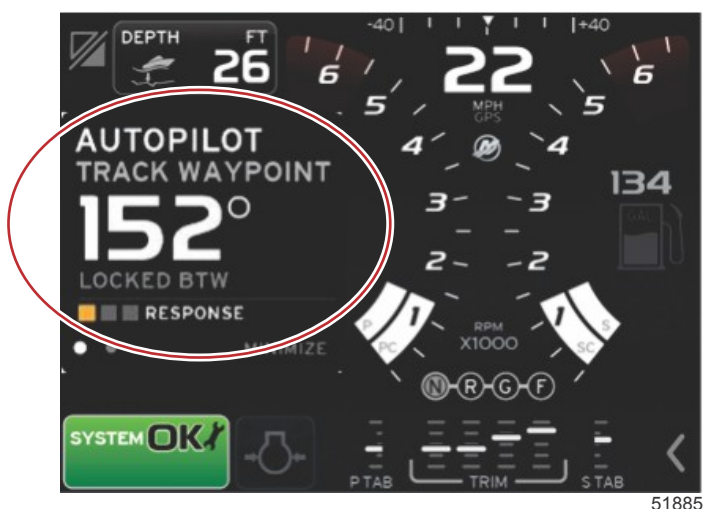 -40 +40
DEPTH FT
26
22
MPH
GPS
6 6
5 5
4 4
AUTOPILOT
TRACK WAYPOINT
152°
LOCKED BTW
RESPONSE
MINIMIZE
134
GAL
3 3
2 2
1 1
P S
PC SC
RPM
X1000
N R G F
SYSTEM OK
P TAB TRIM S TAB
51885